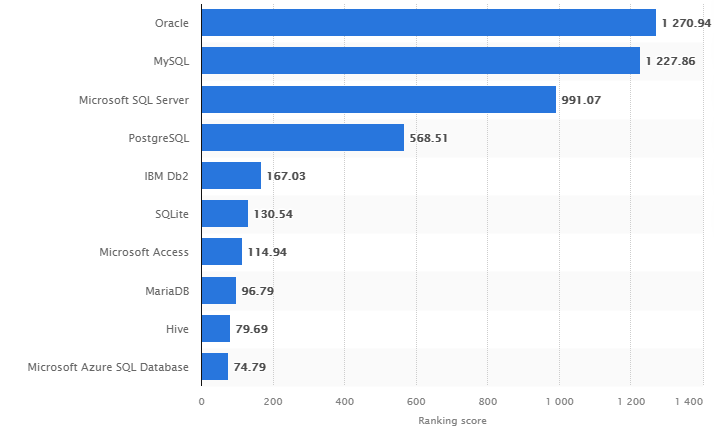 Oracle 1 270.94
MySQL 1 227.86
Microsoft SQL Server 991.07
PostgreSQL 568.51
IBM Db2 167.03
SQLite 130.54
Microsoft Access 114.94
MariaDB 96.79
Hive 79.69
Microsoft Azure SQL Database 74.79
0 200 400 600 800 1 000 1 200 1 400
Ranking score